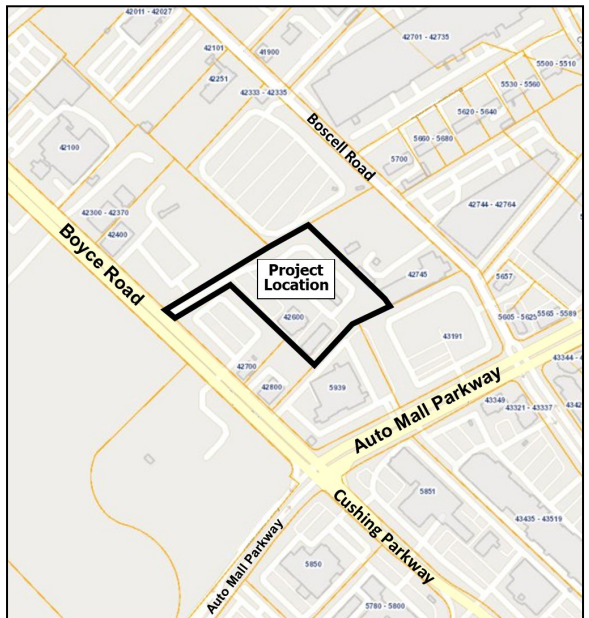 42011 - 42027
42701 - 42735
42101
41900
5500 - 5510
42251
5530 - 5560
42333 - 42335
5620 - 5640
Boscell Road
5660 - 5680
42100
5700
42300 - 42370
42744 - 42764
42400
Boyce Road
Project
Location
42745
5657
42600
5605 - 5625
5565 - 5589
43191
42700
43344 - 4
42800
5939
Auto Mall Parkway
43349
43321 - 43337
4342
5851
Cushing Parkway
43435 - 43519
Auto Mall Parkway
5850
5780 - 5800